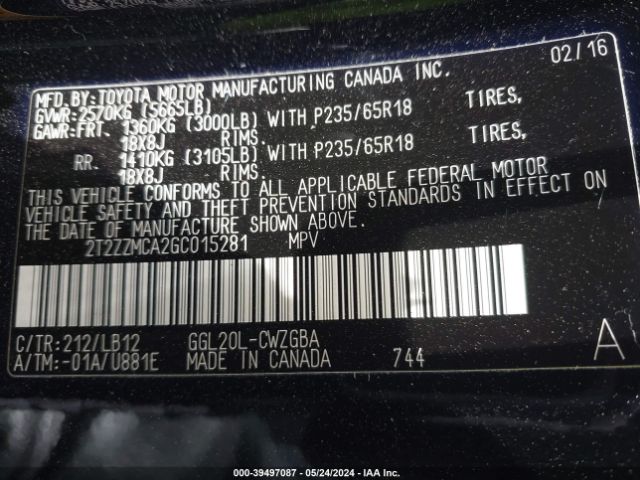 MFD.BY:TOYOTA MOTOR MANUFACTURING CANADA INC. 02/16
GVWR:2570KG (5665LB)
GAWR:FRT. 1360KG (3000LB) WITH P235/65R18 TIRES,
18X8J RIMS.
RR. 1410KG (3105LB) WITH P235/65R18 TIRES,
18X8J RIMS.
THIS VEHICLE CONFORMS TO ALL APPLICABLE FEDERAL MOTOR
VEHICLE SAFETY AND THEFT PREVENTION STANDARDS IN EFFECT ON
THE DATE OF MANUFACTURE SHOWN ABOVE.
2T2ZZMCA2GC015281 MPV
C/TR:212/LB12 GGL20L-CWZGBA
A/TM:-01A/U881E MADE IN CANADA 744 A
000-39497087 - 05/24/2024 - IAA Inc.